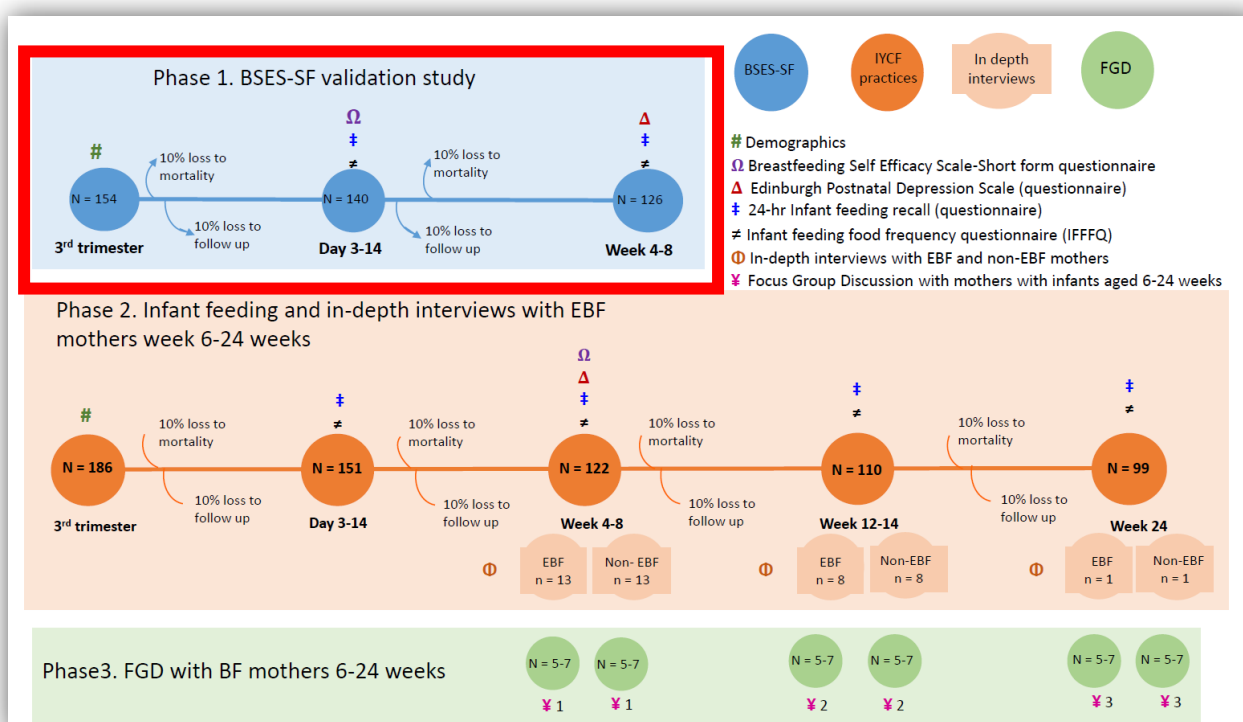 Phase 1. BSES-SF validation study
#
Ω
‡
≠
Δ
‡
≠
10% loss to
mortality
10% loss to
mortality
N = 154
N = 140
N = 126
10% loss to
follow up
10% loss to
follow up
3rd trimester
Day 3-14
Week 4-8
BSES-SF
IYCF
practices
In depth
interviews
FGD
# Demographics
Ω Breastfeeding Self Efficacy Scale-Short form questionnaire
Δ Edinburgh Postnatal Depression Scale (questionnaire)
‡ 24-hr Infant feeding recall (questionnaire)
≠ Infant feeding food frequency questionnaire (IFFFQ)
Φ In-depth interviews with EBF and non-EBF mothers
¥ Focus Group Discussion with mothers with infants aged 6-24 weeks
Phase 2. Infant feeding and in-depth interviews with EBF
mothers week 6-24 weeks
#
‡
≠
Ω
Δ
‡
≠
‡
≠
‡
≠
10% loss to
mortality
10% loss to
mortality
10% loss to
mortality
10% loss to
mortality
N = 186
N = 151
N = 122
N = 110
N = 99
10% loss to
follow up
10% loss to
follow up
10% loss to
follow up
10% loss to
follow up
3rd trimester
Day 3-14
Week 4-8
Week 12-14
Week 24
Φ
EBF
n = 13
Non- EBF
n = 13
Φ
EBF
n = 8
Non-EBF
n = 8
Φ
EBF
n = 1
Non-EBF
n = 1
Phase3. FGD with BF mothers 6-24 weeks
N = 5-7
N = 5-7
N = 5-7
N = 5-7
N = 5-7
N = 5-7
¥ 1
¥ 1
¥ 2
¥ 2
¥ 3
¥ 3